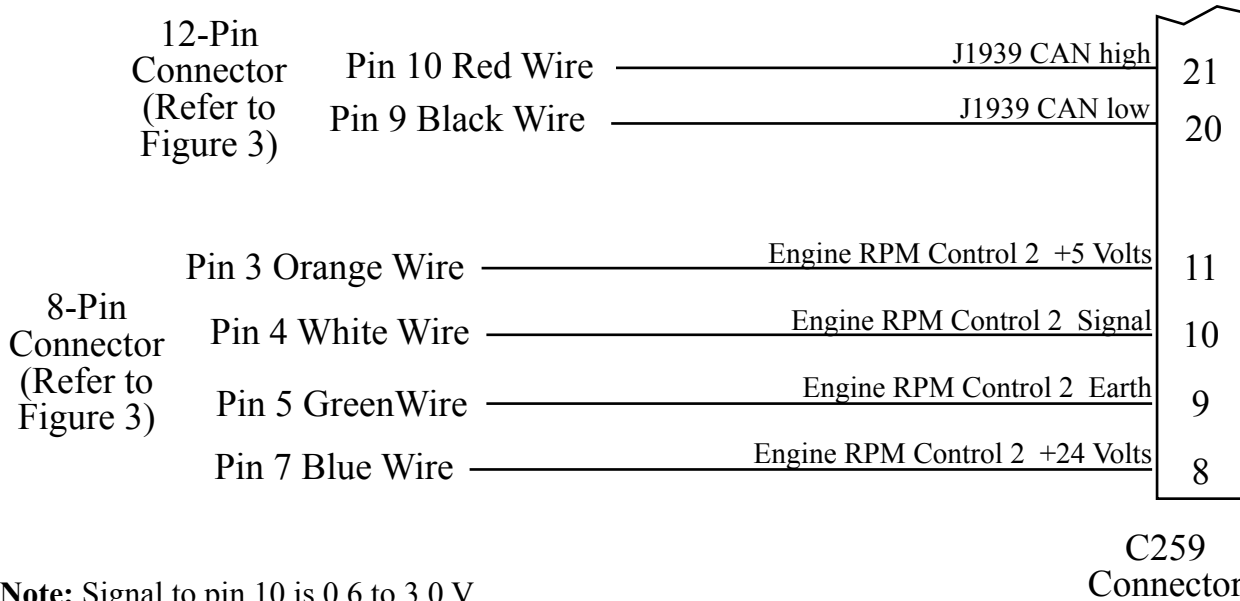 12-Pin
Connector
(Refer to
Figure 3)
Pin 10 Red Wire
J1939 CAN high
21
Pin 9 Black Wire
J1939 CAN low
20
8-Pin
Connector
(Refer to
Figure 3)
Pin 3 Orange Wire
Engine RPM Control 2 +5 Volts
11
Pin 4 White Wire
Engine RPM Control 2 Signal
10
Pin 5 GreenWire
Engine RPM Control 2 Earth
9
Pin 7 Blue Wire
Engine RPM Control 2 +24 Volts
8
C259
Connector
Note: Signal to pin 10 is 0.6 to 3.0 V